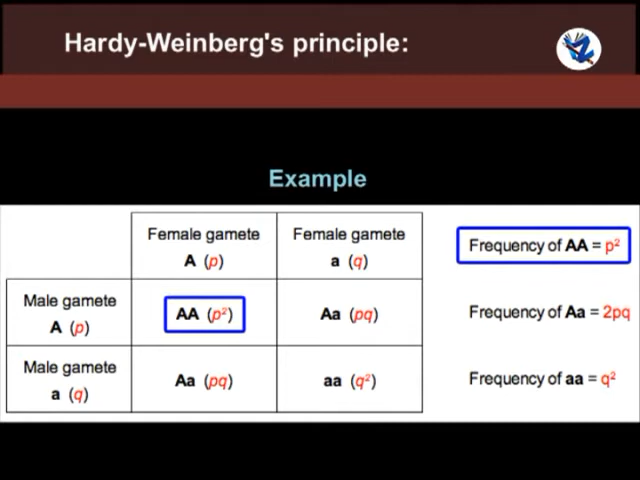 Hardy-Weinberg's principle:
Example
Female gamete Female gamete
A (p) a (q)
Frequency of AA = p²
Male gamete
A (p)
AA (p²) Aa (pq)
Frequency of Aa = 2pq
Male gamete
a (q)
Aa (pq) aa (q²)
Frequency of aa = q²